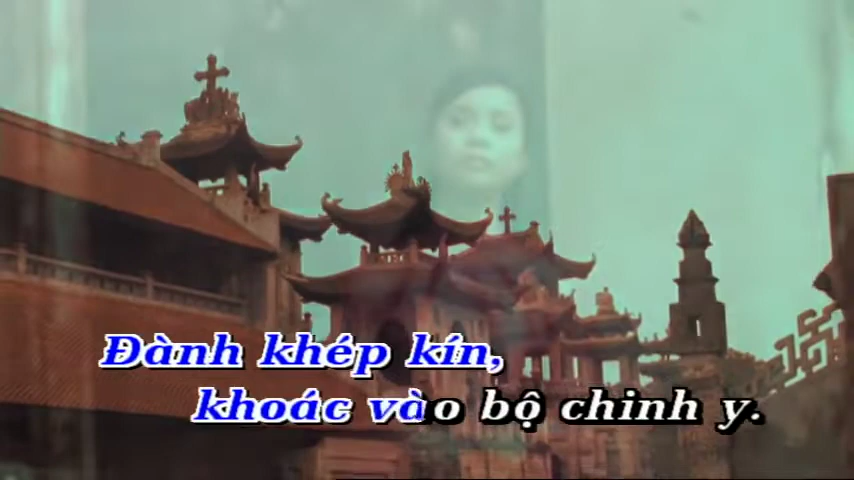 Đành khép kín,
khoác vào bộ chinh y.